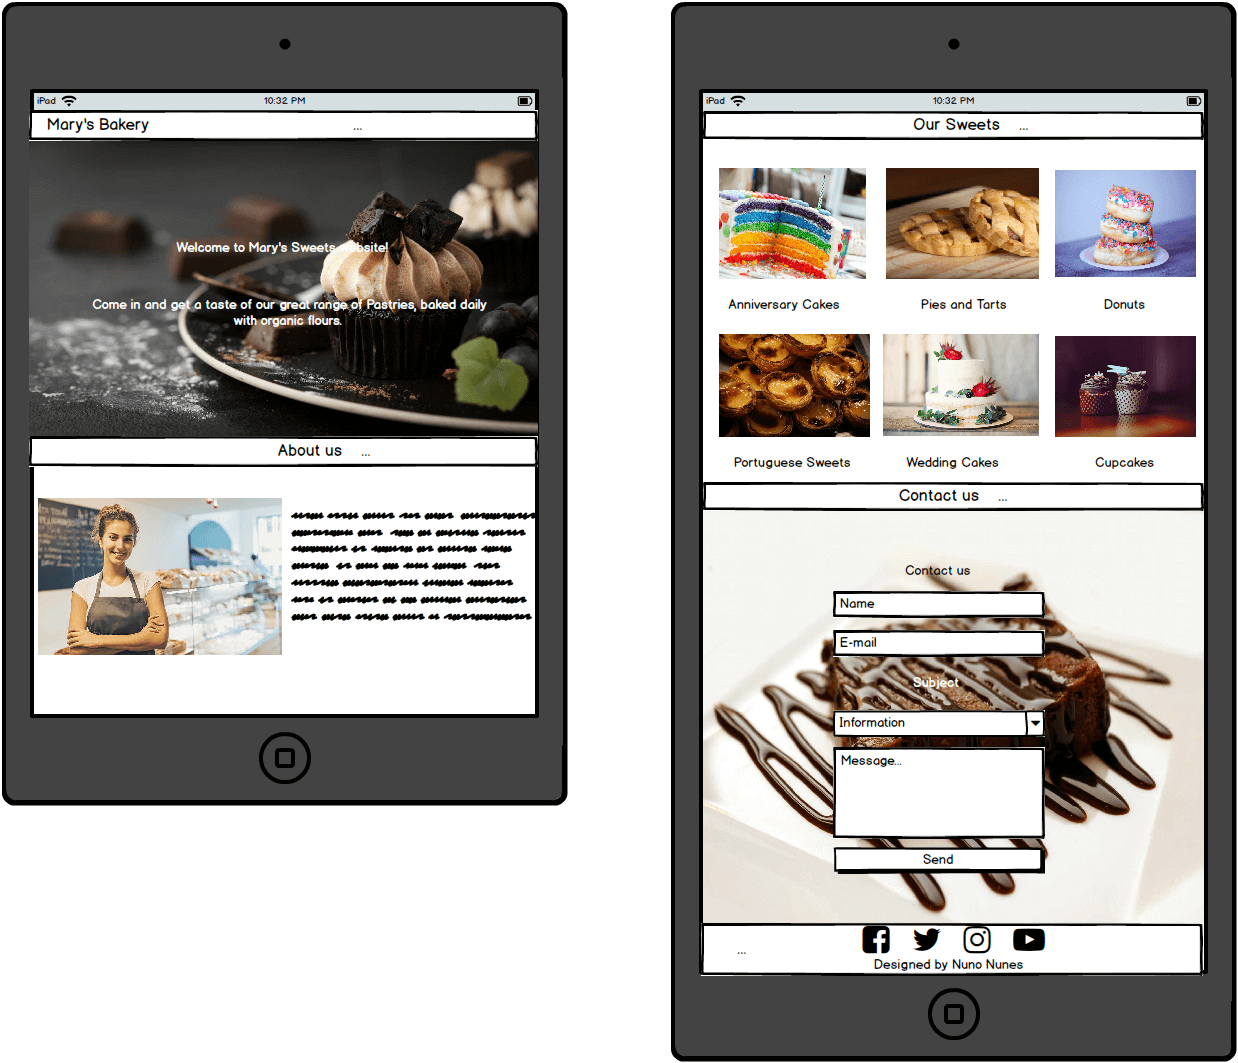 iPad
10:32 PM
Mary's Bakery
...
Welcome to Mary's Sweets website!
Come in and get a taste of our great range of Pastries, baked daily
with organic flours.
About us
...
iPad
10:32 PM
Our Sweets
...
Anniversary Cakes
Pies and Tarts
Donuts
Portuguese Sweets
Wedding Cakes
Cupcakes
Contact us
...
Contact us
Name
E-mail
Subject
Information
Message...
Send
...
Designed by Nuno Nunes